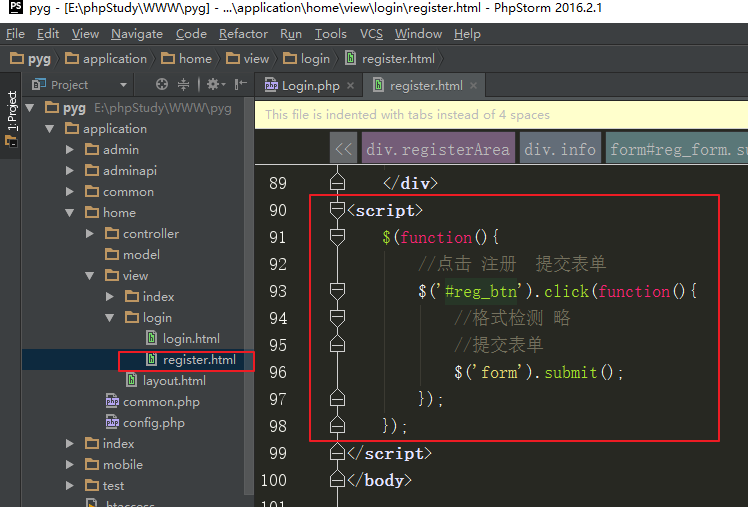 pyg - [E:\phpStudy\WWW\pyg] - ...\application\home\view\login\register.html - PhpStorm 2016.2.1
File Edit View Navigate Code Refactor Run Tools VCS Window Help
pyg application home view login register.html
Project
Login.php register.html
1: Project
pyg E:\phpStudy\WWW\pyg
application
admin
adminapi
common
home
controller
model
view
index
login
login.html
register.html
layout.html
common.php
config.php
index
mobile
test
.htaccess
This file is indented with tabs instead of 4 spaces
<< div.registerArea div.info form#reg_form.su
89 </div>
90 <script>
91 $(function(){
92 //点击 注册 提交表单
93 $('#reg_btn').click(function(){
94 //格式检测 略
95 //提交表单
96 $('form').submit();
97 });
98 });
99 </script>
100 </body>
101